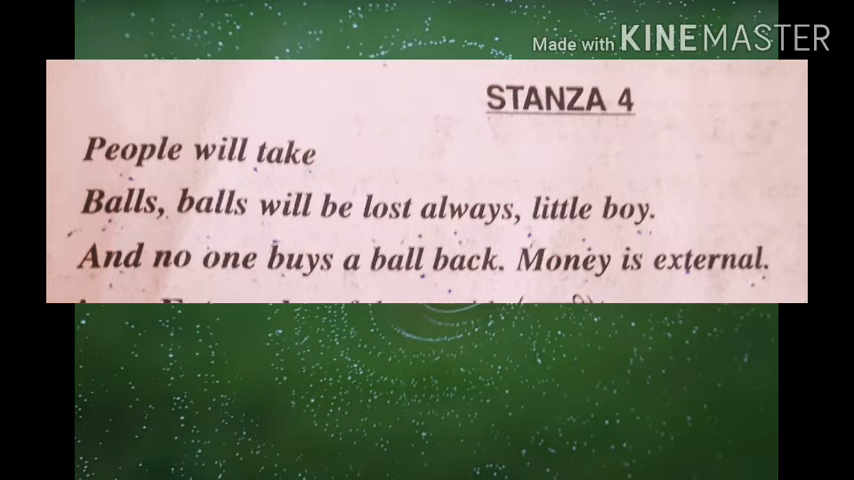 Made with KINEMASTER
STANZA 4
People will take
Balls, balls will be lost always, little boy.
And no one buys a ball back. Money is external.